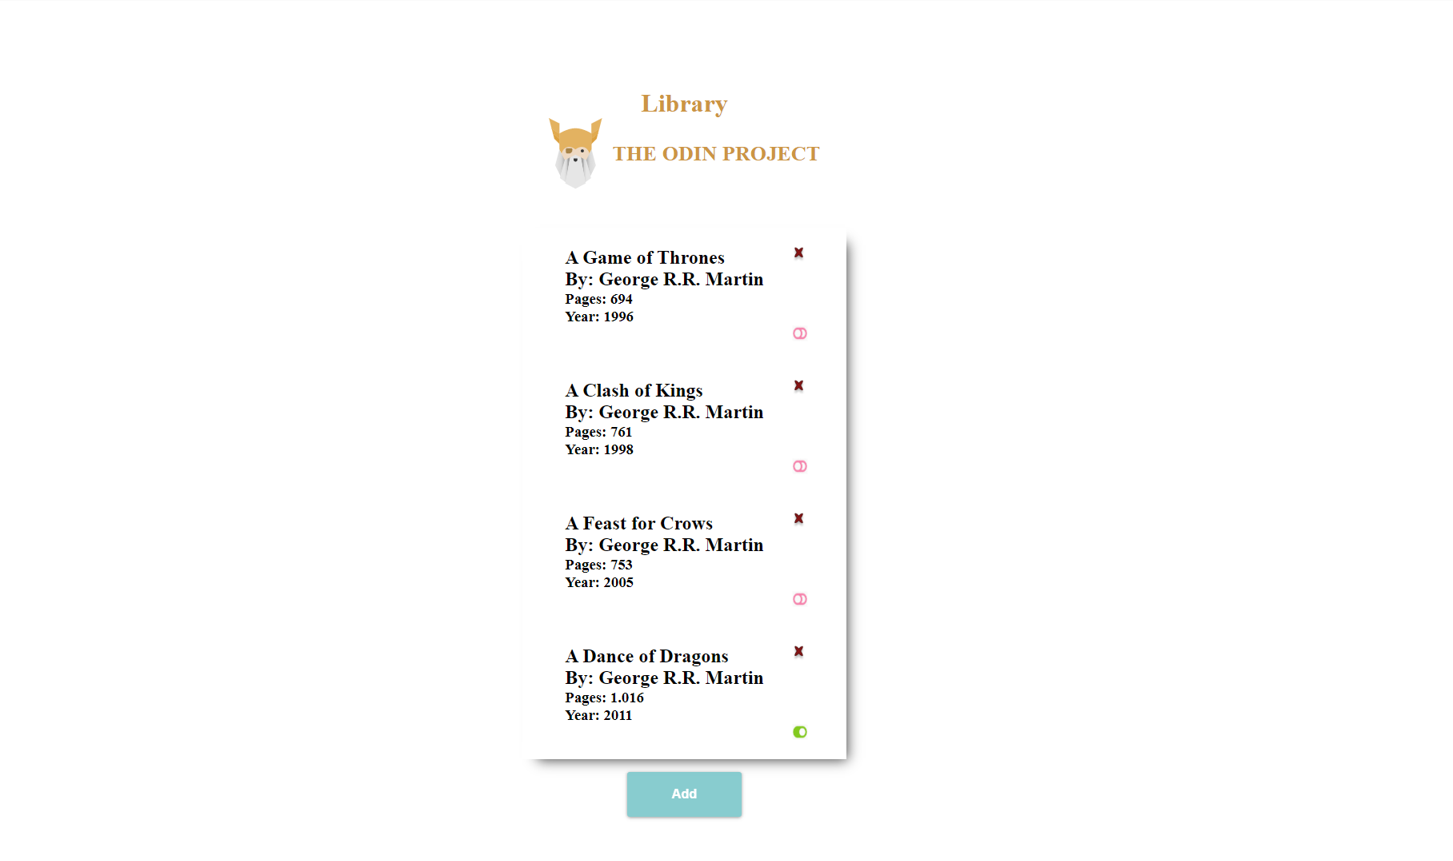 Library
THE ODIN PROJECT
A Game of Thrones
By: George R.R. Martin
Pages: 694
Year: 1996
A Clash of Kings
By: George R.R. Martin
Pages: 761
Year: 1998
A Feast for Crows
By: George R.R. Martin
Pages: 753
Year: 2005
A Dance of Dragons
By: George R.R. Martin
Pages: 1.016
Year: 2011
Add